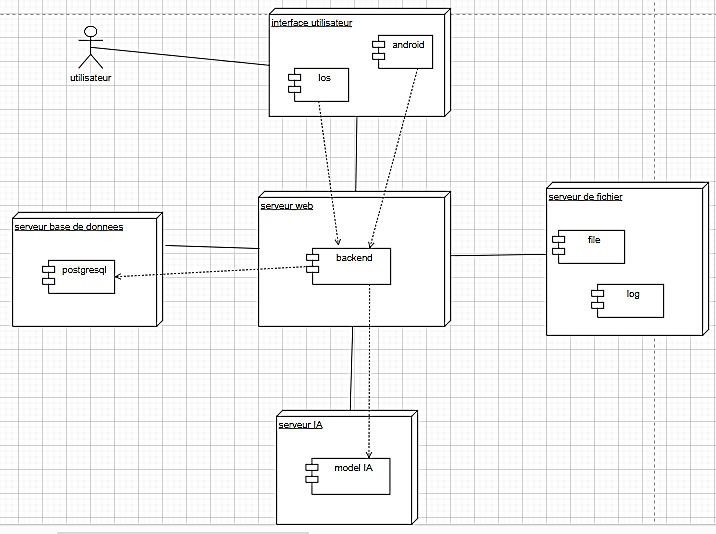 interface utilisateur
android
Ios
utilisateur
serveur web
backend
serveur base de donnees
postgresql
serveur de fichier
file
log
serveur IA
model IA